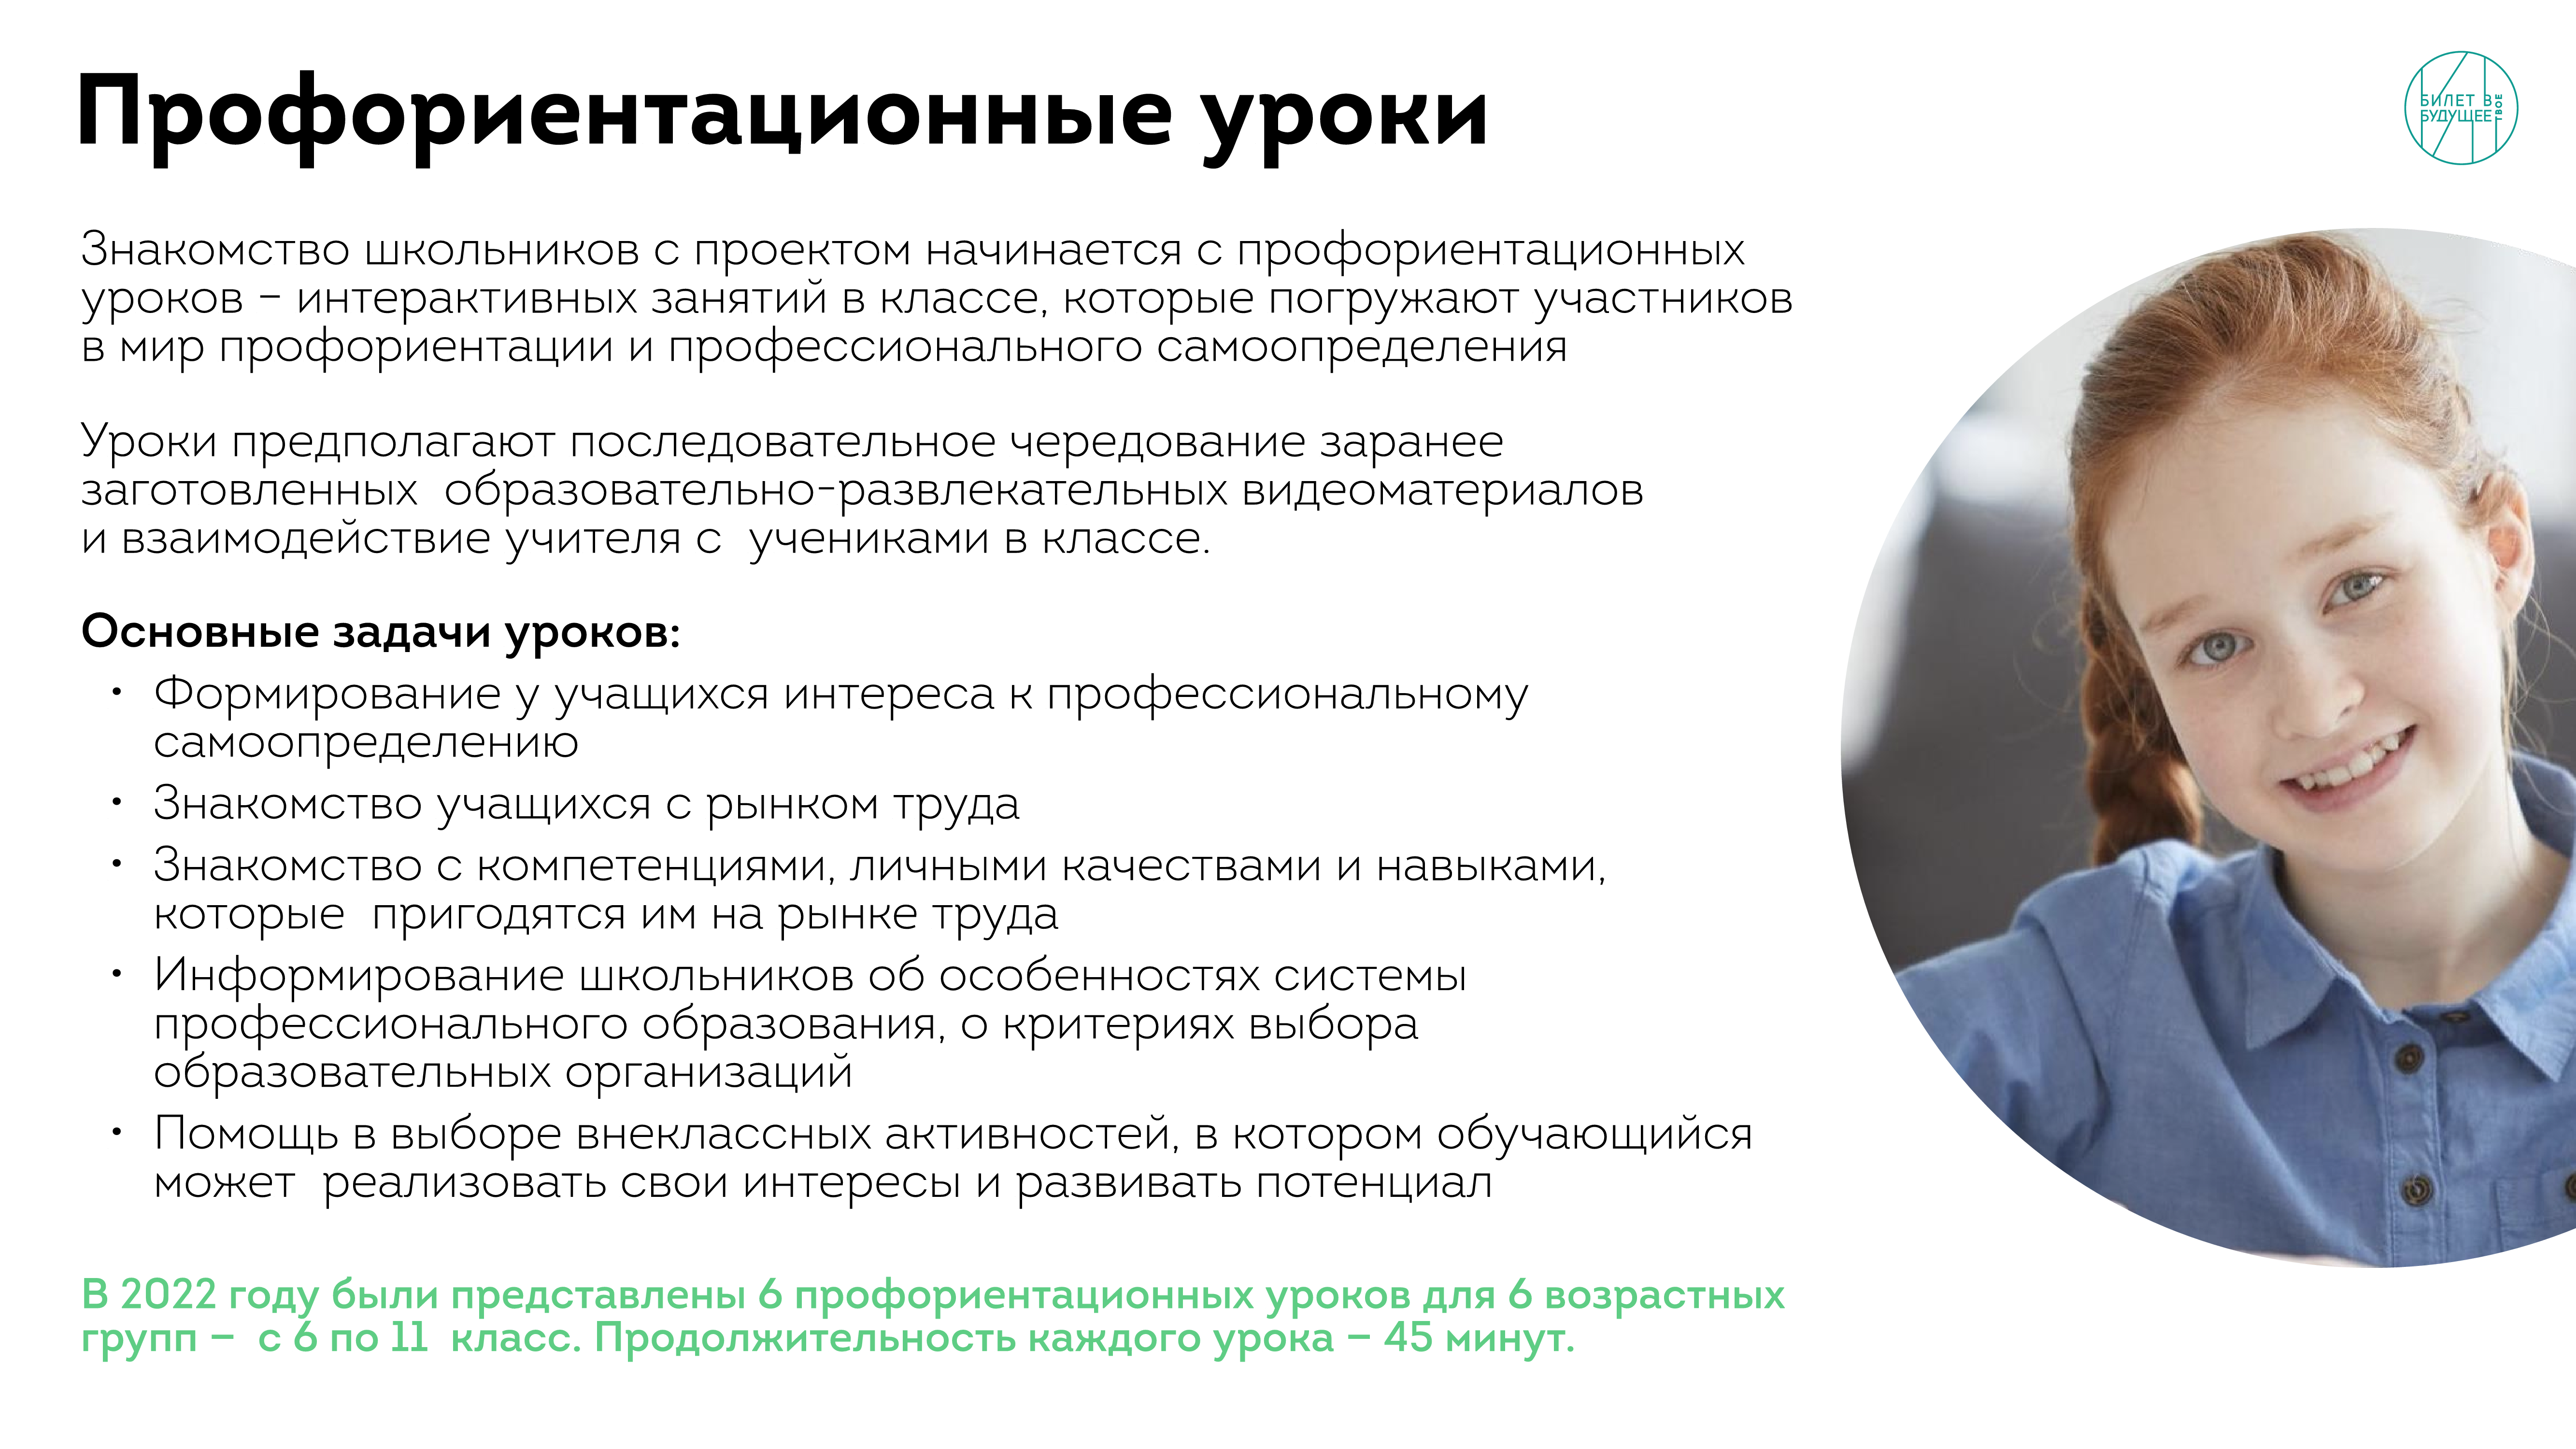 Профориентационные уроки
БИЛЕТ В
БУДУЩЕЕ
ТВОЕ
Знакомство школьников с проектом начинается с профориентационных
уроков – интерактивных занятий в классе, которые погружают участников
в мир профориентации и профессионального самоопределения
Уроки предполагают последовательное чередование заранее
заготовленных образовательно-развлекательных видеоматериалов
и взаимодействие учителя с учениками в классе.
Основные задачи уроков:
• Формирование у учащихся интереса к профессиональному
самоопределению
• Знакомство учащихся с рынком труда
• Знакомство с компетенциями, личными качествами и навыками,
которые пригодятся им на рынке труда
• Информирование школьников об особенностях системы
профессионального образования, о критериях выбора
образовательных организаций
• Помощь в выборе внеклассных активностей, в котором обучающийся
может реализовать свои интересы и развивать потенциал
В 2022 году были представлены 6 профориентационных уроков для 6 возрастных
групп – с 6 по 11 класс. Продолжительность каждого урока – 45 минут.